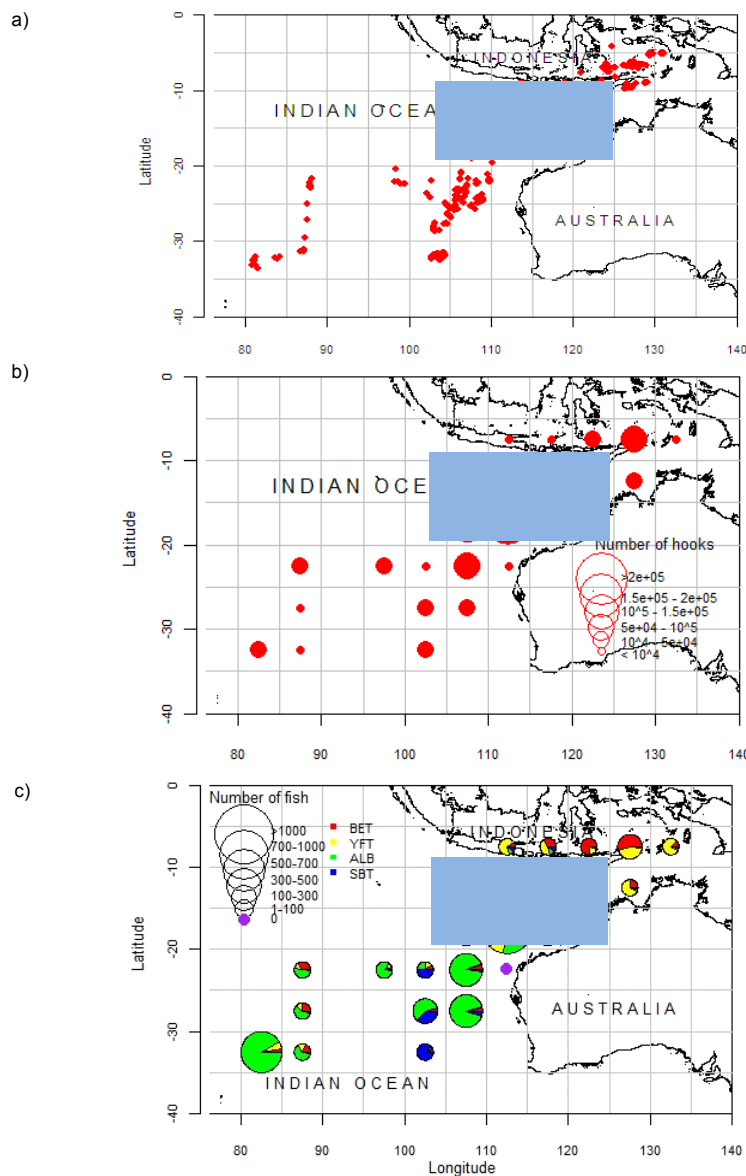 a)
0
-10
-20
-30
-40
Latitude
INDONESIA
INDIAN OCEA
AUSTRALIA
80 90 100 110 120 130 140
b)
0
-10
-20
-30
-40
Latitude
INDIAN OCE
Number of hooks
>2e+05
1.5e+05 - 2e+05
10^5 - 1.5e+05
5e+04 - 10^5
10^4 - 5e+04
< 10^4
80 90 100 110 120 130 140
c)
0
-10
-20
-30
-40
Latitude
Number of fish
>1000
700-1000
500-700
300-500
100-300
1-100
0
BET
YFT
ALB
SBT
INDONESIA
AUSTRALIA
INDIAN OCEAN
80 90 100 110 120 130 140
Longitude